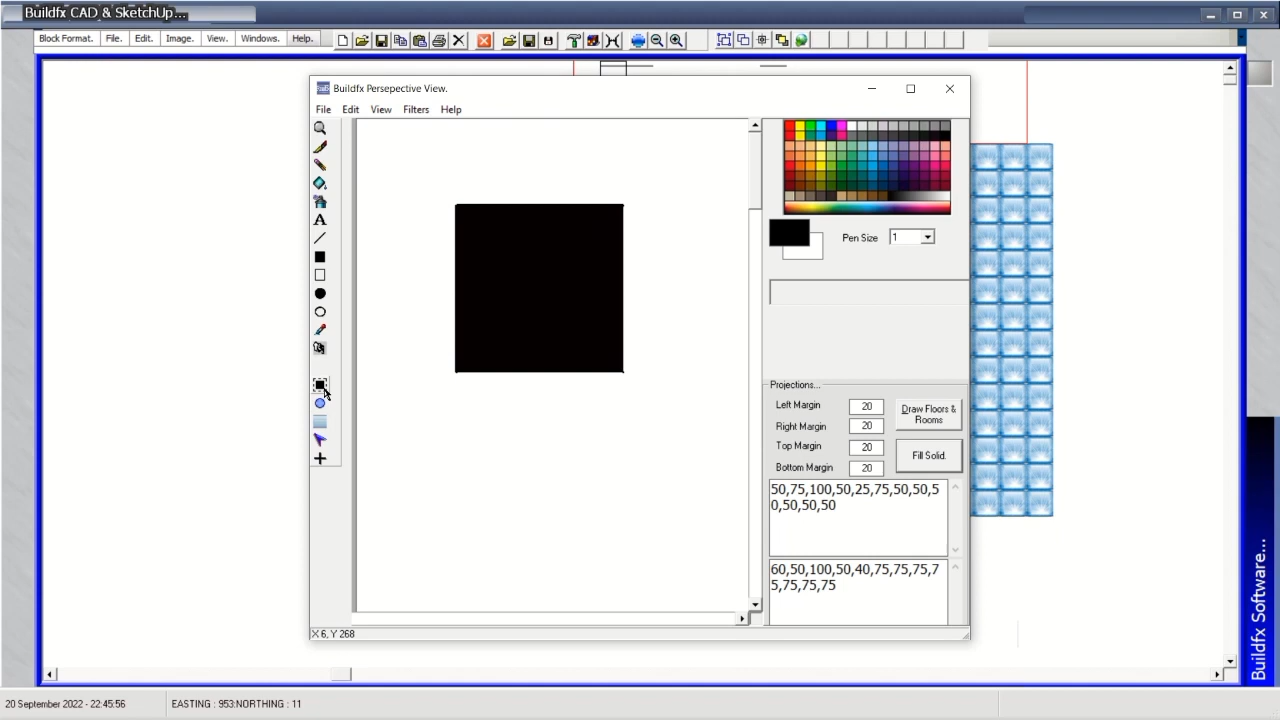 Buildfx CAD & SketchUp...
Block Format. File. Edit. Image. View. Windows. Help.
Buildfx Persepective View.
File Edit View Filters Help
A
Pen Size 1
Projections...
Left Margin 20
Right Margin 20
Top Margin 20
Bottom Margin 20
Draw Floors &
Rooms
Fill Solid.
50,75,100,50,25,75,50,50,5
0,50,50,50
60,50,100,50,40,75,75,75,7
5,75,75,75
X 6, Y 268
Buildfx Software...
20 September 2022 - 22:45:56 EASTING : 953:NORTHING : 11